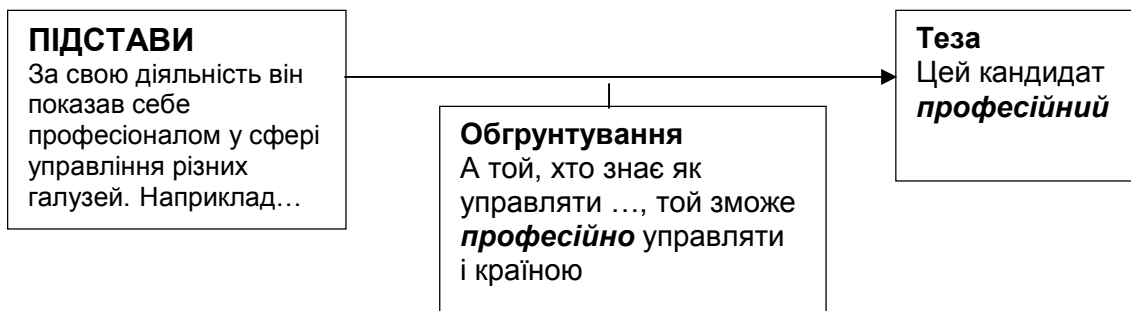 ПІДСТАВИ
За свою діяльність він
показав себе
професіоналом у сфері
управління різних
галузей. Наприклад…
Обгрунтування
А той, хто знає як
управляти …, той зможе
професійно управляти
і країною
Теза
Цей кандидат
професійний